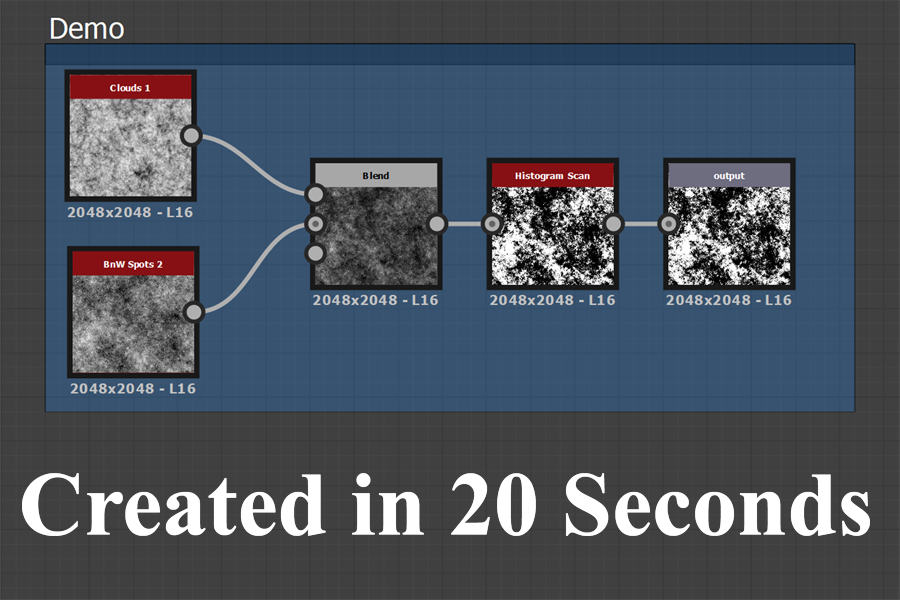 Demo
Clouds 1
2048x2048 - L16
BnW Spots 2
2048x2048 - L16
Blend
2048x2048 - L16
Histogram Scan
2048x2048 - L16
output
2048x2048 - L16
Created in 20 Seconds